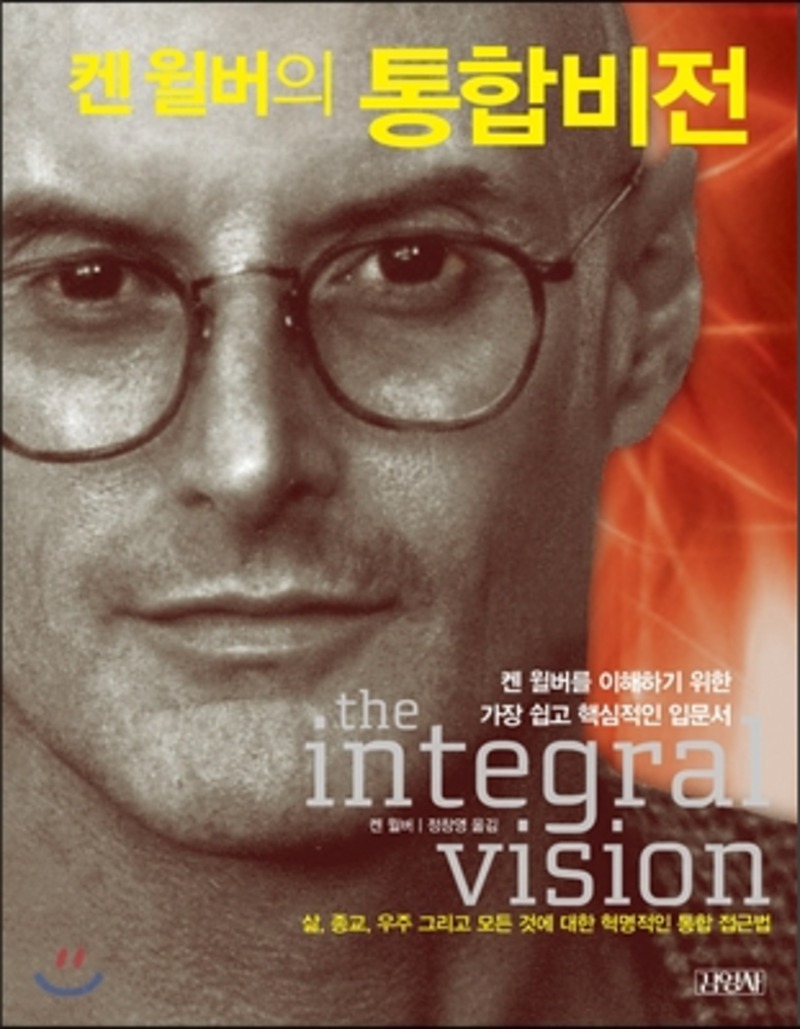 켄 윌버의 통합비전
켄 윌버를 이해하기 위한
가장 쉽고 핵심적인 입문서
the
integral
켄 윌버 | 정창영 옮김
vision
삶, 종교, 우주 그리고 모든 것에 대한 혁명적인 통합 접근법
김영사